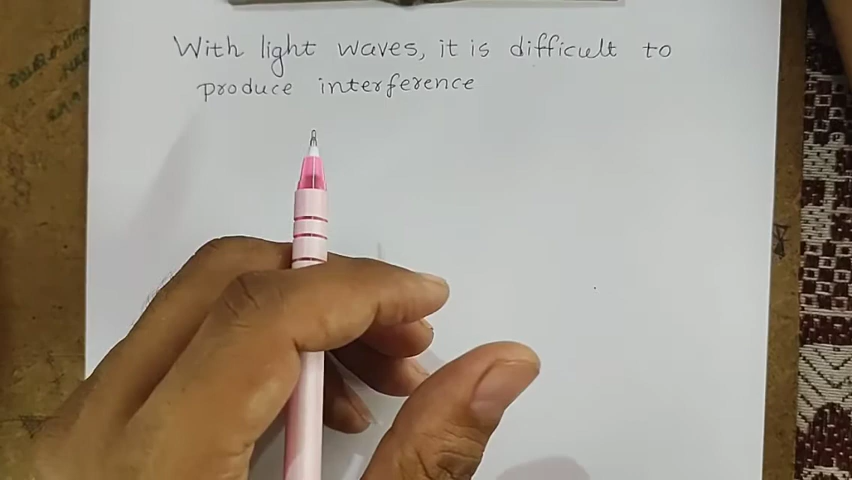 With light waves, it is difficult to
produce interference